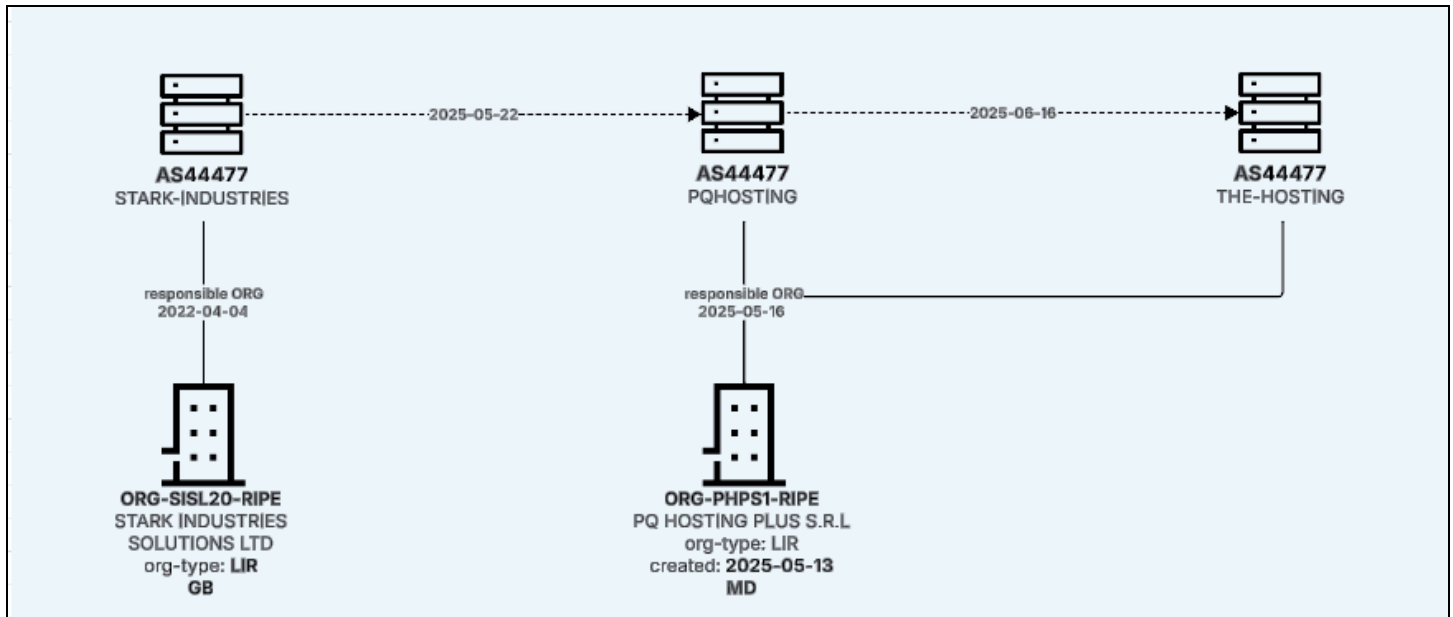 2025-05-22
2025-06-16
AS44477
STARK-INDUSTRIES
AS44477
PQHOSTING
AS44477
THE-HOSTING
responsible ORG
2022-04-04
responsible ORG
2025-05-16
ORG-SISL20-RIPE
STARK INDUSTRIES
SOLUTIONS LTD
org-type: LIR
GB
ORG-PHPS1-RIPE
PQ HOSTING PLUS S.R.L
org-type: LIR
created: 2025-05-13
MD